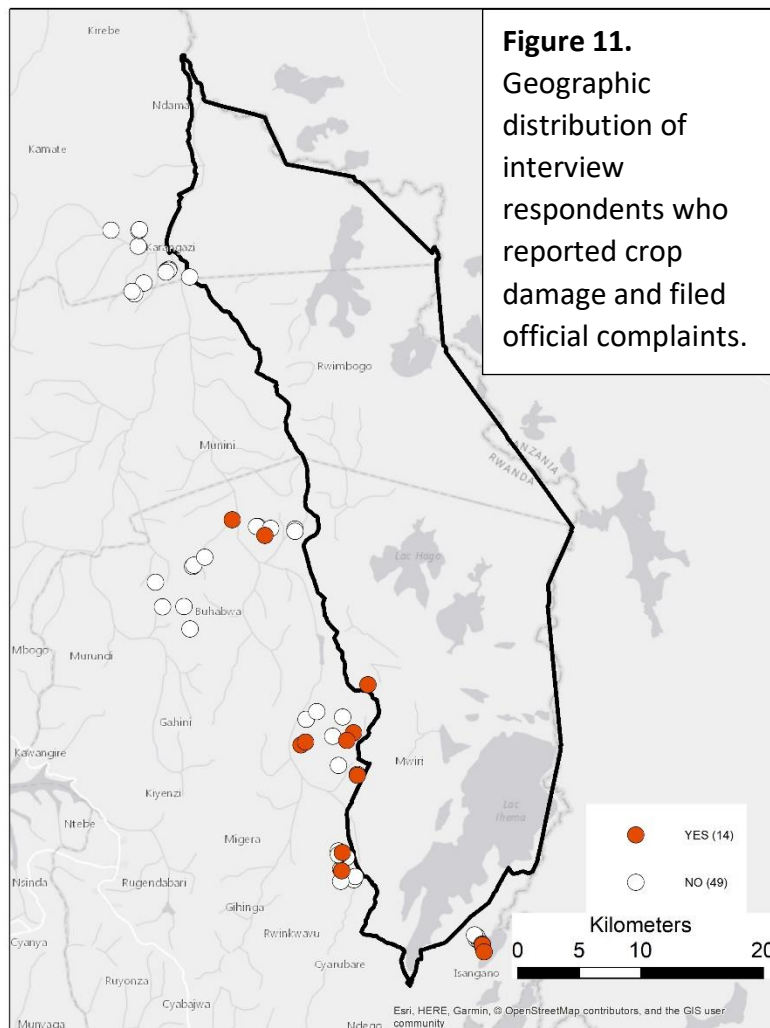 Figure 11.
Geographic
distribution of
interview
respondents who
reported crop
damage and filed
official complaints.
Krrebe
Ndama
Kamate
Karangazi
Rwimbogo
Munini
TANZANIA
RWANDA
Lac Hago
Buhabwa
Mbogo
Murundi
Gahini
Kawangire
Mwiri
Kiyenzi
Lac
Ihema
Ntebe
Migera
YES (14)
Nsinda
Rugendabari
NO (49)
Gihinga
Rwinkwavu
Kilometers
Cyanya
0 5 10 20
Cyarubare
Isangano
Ruyonza
Cyabajwa
Munyaga
Ndego
Esri, HERE, Garmin, © OpenStreetMap contributors, and the GIS user
community